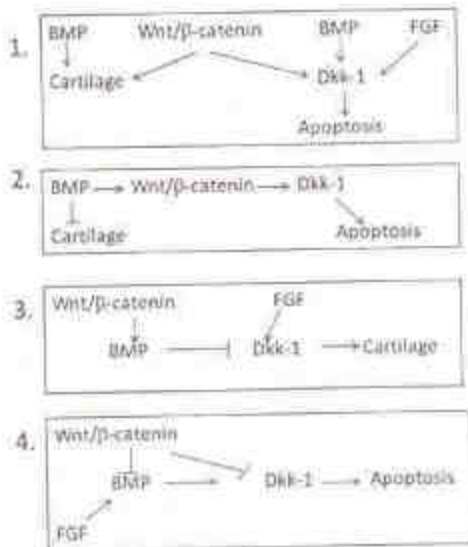 1.
BMP Wnt/β-catenin BMP FGF
Cartilage Dkk-1
Apoptosis
2.
BMP Wnt/β-catenin Dkk-1
Cartilage Apoptosis
3.
Wnt/β-catenin FGF
BMP Dkk-1 Cartilage
4.
Wnt/β-catenin
BMP Dkk-1 Apoptosis
FGF